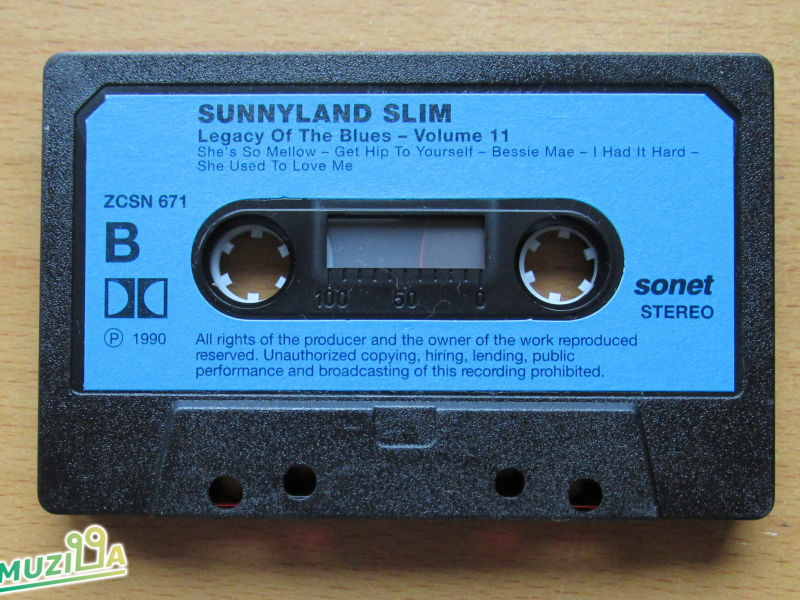 SUNNYLAND SLIM
Legacy Of The Blues – Volume 11
She's So Mellow – Get Hip To Yourself – Bessie Mae – I Had It Hard –
She Used To Love Me
ZCSN 671
B
100 50 0
sonet
STEREO
Ⓟ 1990
All rights of the producer and the owner of the work reproduced
reserved. Unauthorized copying, hiring, lending, public
performance and broadcasting of this recording prohibited.
MUZILLA